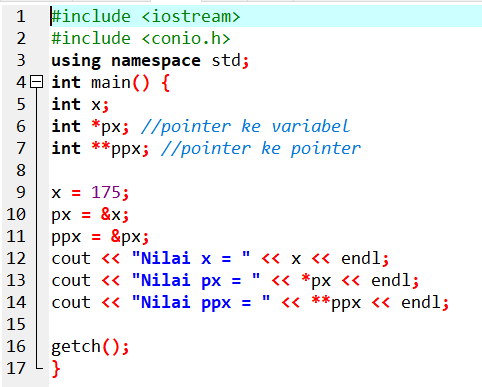 1 #include <iostream>
2 #include <conio.h>
3 using namespace std;
4 int main() {
5 int x;
6 int *px; //pointer ke variabel
7 int **ppx; //pointer ke pointer
8
9 x = 175;
10 px = &x;
11 ppx = &px;
12 cout << "Nilai x = " << x << endl;
13 cout << "Nilai px = " << *px << endl;
14 cout << "Nilai ppx = " << **ppx << endl;
15
16 getch();
17 }